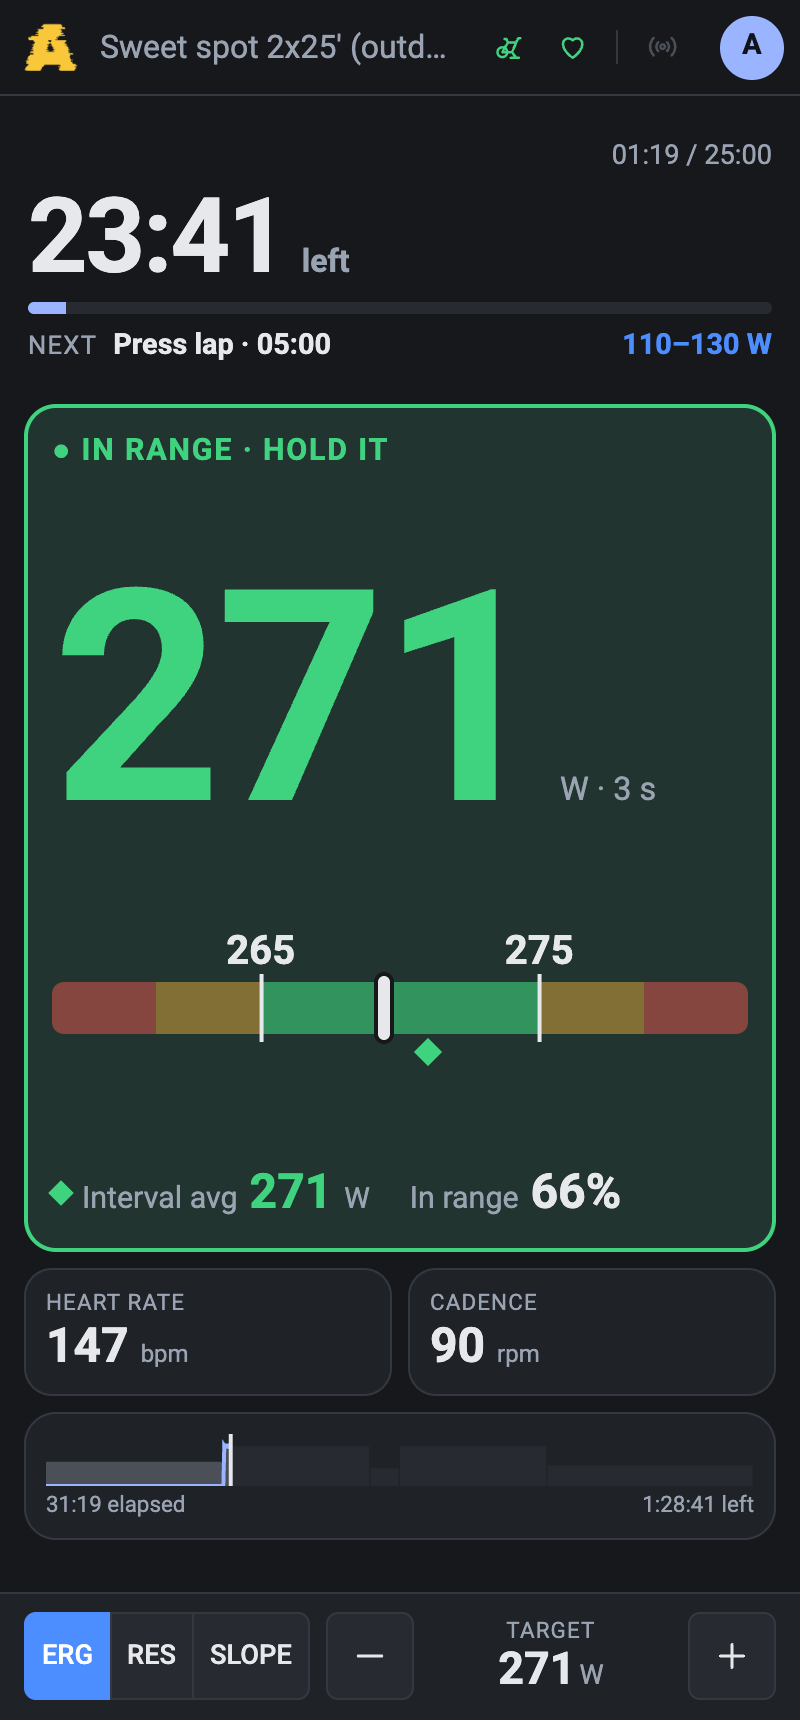 A Sweet spot 2x25' (outd... A
01:19 / 25:00
23:41 left
NEXT Press lap · 05:00 110–130 W
IN RANGE · HOLD IT
271 W · 3 s
265 275
Interval avg 271 W In range 66%
HEART RATE
147 bpm
CADENCE
90 rpm
31:19 elapsed 1:28:41 left
ERG RES SLOPE − TARGET +
271 W